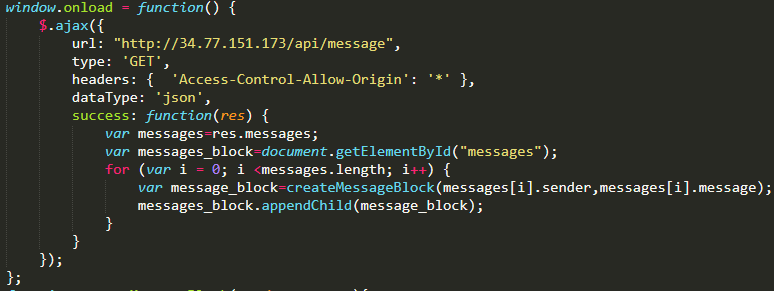 window.onload = function() {
    $.ajax({
        url: "http://34.77.151.173/api/message",
        type: 'GET',
        headers: {  'Access-Control-Allow-Origin': '*' },
        dataType: 'json',
        success: function(res) {
            var messages=res.messages;
            var messages_block=document.getElementById("messages");
            for (var i = 0; i <messages.length; i++) {
                var message_block=createMessageBlock(messages[i].sender,messages[i].message);
                messages_block.appendChild(message_block);
            }
        }
    });
};